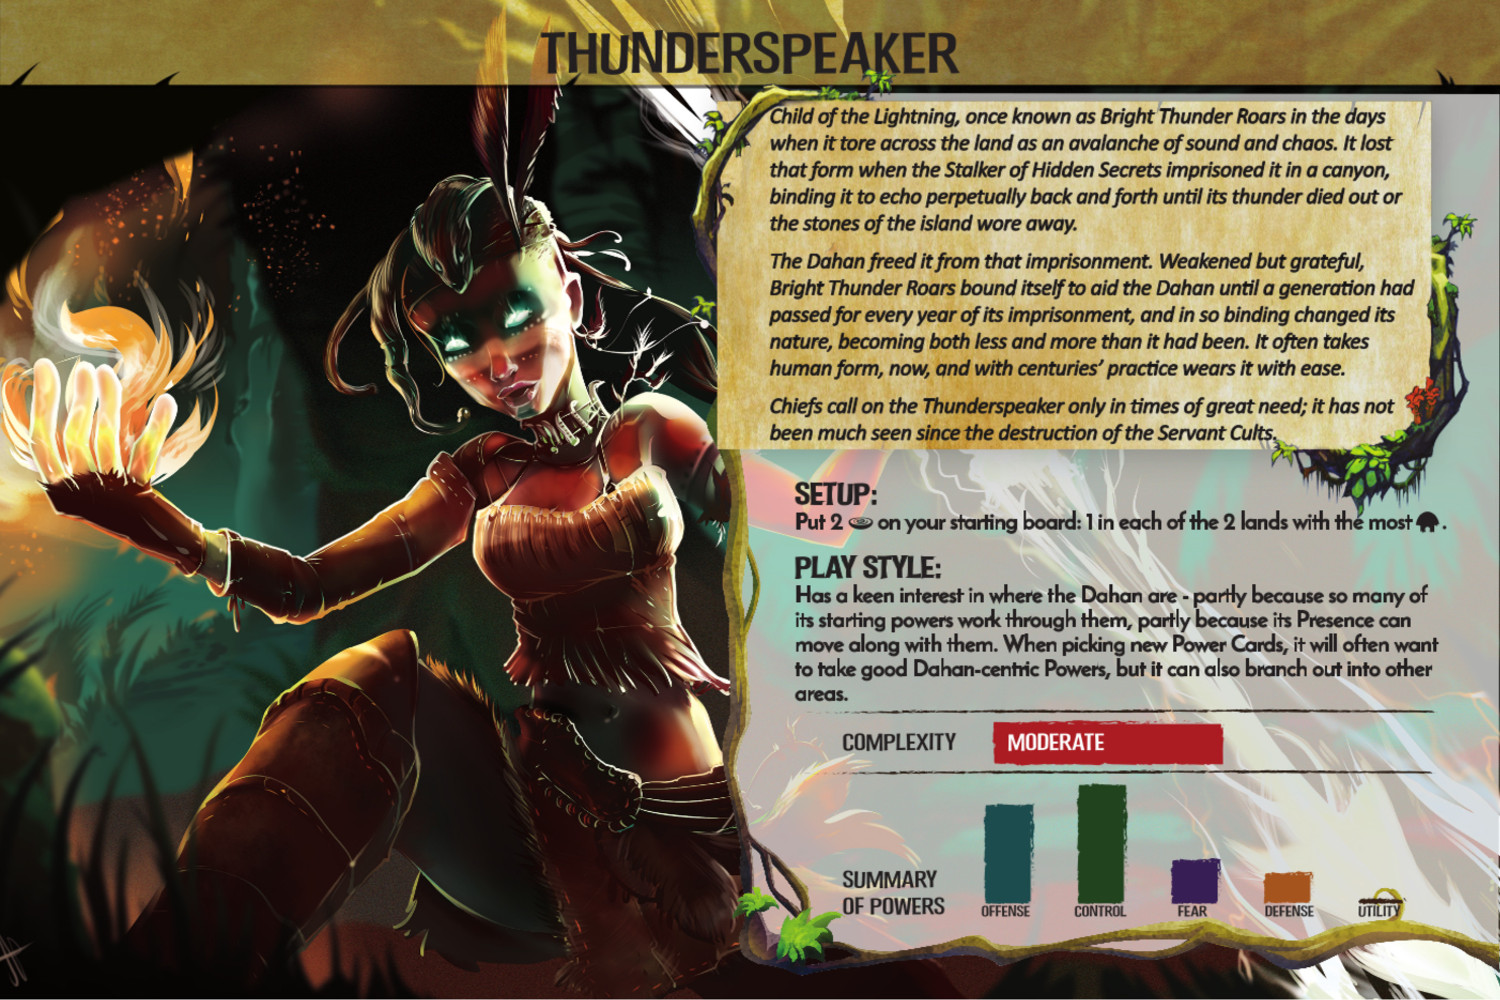 THUNDERSPEAKER
Child of the Lightning, once known as Bright Thunder Roars in the days
when it tore across the land as an avalanche of sound and chaos. It lost
that form when the Stalker of Hidden Secrets imprisoned it in a canyon,
binding it to echo perpetually back and forth until its thunder died out or
the stones of the island wore away.
The Dahan freed it from that imprisonment. Weakened but grateful,
Bright Thunder Roars bound itself to aid the Dahan until a generation had
passed for every year of its imprisonment, and in so binding changed its
nature, becoming both less and more than it had been. It often takes
human form, now, and with centuries' practice wears it with ease.
Chiefs call on the Thunderspeaker only in times of great need; it has not
been much seen since the destruction of the Servant Cults.
SETUP:
Put 2 on your starting board: 1 in each of the 2 lands with the most .
PLAY STYLE:
Has a keen interest in where the Dahan are - partly because so many of
its starting powers work through them, partly because its Presence can
move along with them. When picking new Power Cards, it will often want
to take good Dahan-centric Powers, but it can also branch out into other
areas.
COMPLEXITY MODERATE
SUMMARY
OF POWERS
OFFENSE CONTROL FEAR DEFENSE UTILITY